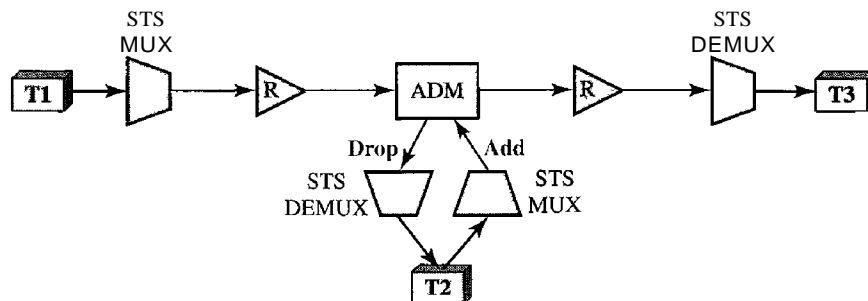 STS
MUX
STS
DEMUX
T1
R
ADM
R
T3
Drop
Add
STS
DEMUX
STS
MUX
T2